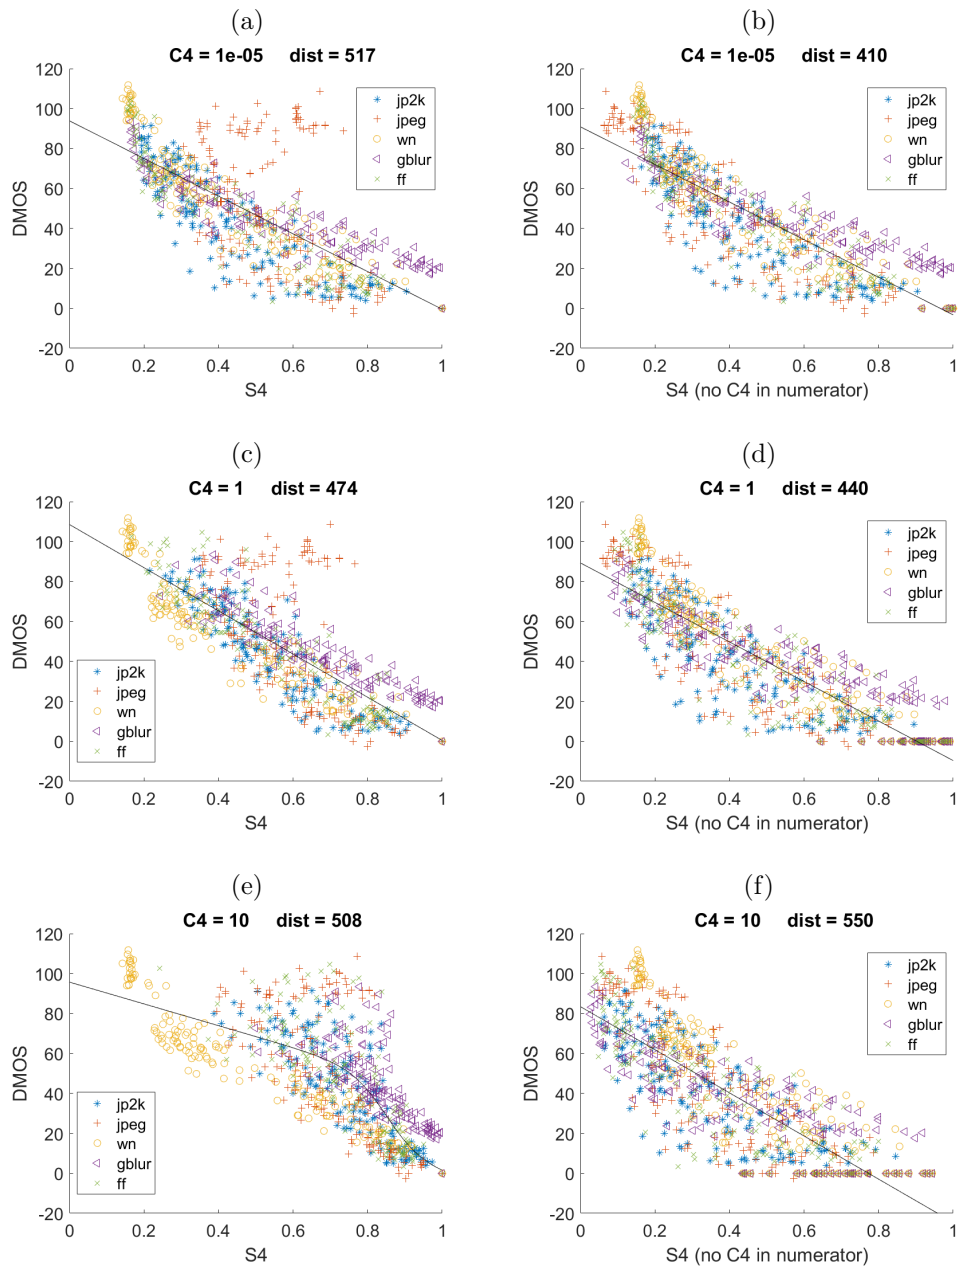 (a)
C4 = 1e-05 dist = 517
120
100
80
60
40
20
0
-20
DMOS
0 0.2 0.4 0.6 0.8 1
S4
jp2k
jpeg
wn
gblur
ff
(b)
C4 = 1e-05 dist = 410
120
100
80
60
40
20
0
-20
DMOS
0 0.2 0.4 0.6 0.8 1
S4 (no C4 in numerator)
jp2k
jpeg
wn
gblur
ff
(c)
C4 = 1 dist = 474
120
100
80
60
40
20
0
-20
DMOS
0 0.2 0.4 0.6 0.8 1
S4
jp2k
jpeg
wn
gblur
ff
(d)
C4 = 1 dist = 440
120
100
80
60
40
20
0
-20
DMOS
0 0.2 0.4 0.6 0.8 1
S4 (no C4 in numerator)
jp2k
jpeg
wn
gblur
ff
(e)
C4 = 10 dist = 508
120
100
80
60
40
20
0
-20
DMOS
0 0.2 0.4 0.6 0.8 1
S4
jp2k
jpeg
wn
gblur
ff
(f)
C4 = 10 dist = 550
120
100
80
60
40
20
0
-20
DMOS
0 0.2 0.4 0.6 0.8 1
S4 (no C4 in numerator)
jp2k
jpeg
wn
gblur
ff